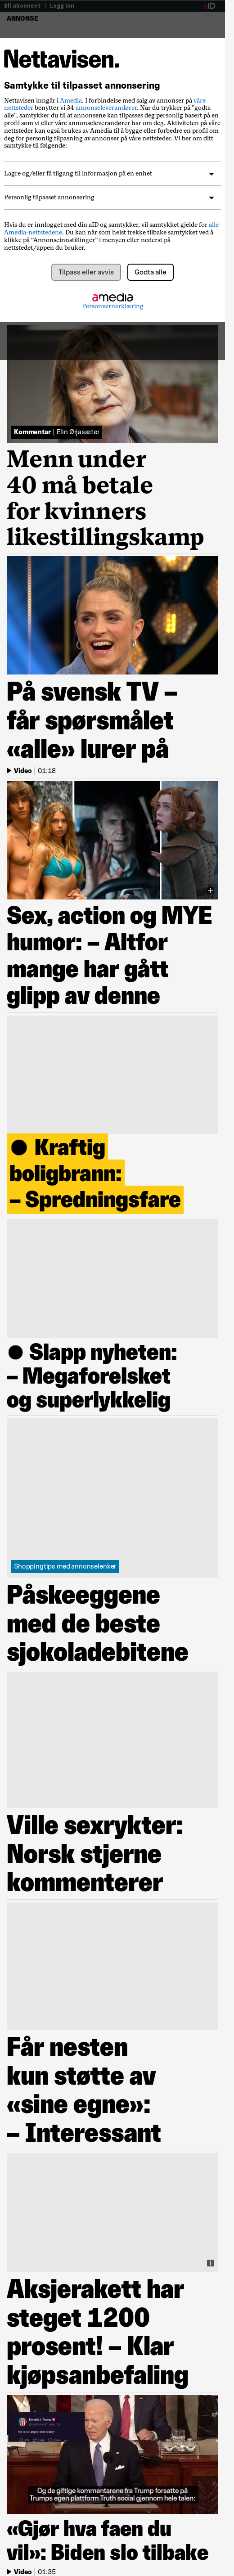 Bli abonnent | Logg inn
aID
ANNONSE
Nettavisen.
Samtykke til tilpasset annonsering
Nettavisen inngår i Amedia. I forbindelse med salg av annonser på våre
nettsteder benytter vi 34 annonseleverandører. Når du trykker på "godta
alle", samtykker du til at annonsene kan tilpasses deg personlig basert på en
profil som vi og/eller våre annonseleverandører har om deg. Aktiviteten på våre
nettsteder kan også brukes av Amedia til å bygge eller forbedre en profil om
deg for personlig tilpasning av annonser på våre nettsteder. Vi ber om ditt
samtykke til følgende:
Lagre og/eller få tilgang til informasjon på en enhet
Personlig tilpasset annonsering
Hvis du er innlogget med din aID og samtykker, vil samtykket gjelde for alle
Amedia-nettstedene. Du kan når som helst trekke tilbake samtykket ved å
klikke på “Annonseinnstillinger” i menyen eller nederst på
nettstedet/appen du bruker.
Tilpass eller avvis
Godta alle
amedia
Personvernerklæring
Kommentar | Elin Ørjasæter
Menn under
40 må betale
for kvinners
likestillingskamp
På svensk TV –
får spørsmålet
«alle» lurer på
Video | 01:18
Sex, action og MYE
humor: – Altfor
mange har gått
glipp av denne
● Kraftig
boligbrann:
– Spredningsfare
● Slapp nyheten:
– Megaforelsket
og superlykkelig
Shoppingtips med annonselenker
Påskeeggene
med de beste
sjokoladebitene
Ville sexrykter:
Norsk stjerne
kommenterer
Får nesten
kun støtte av
«sine egne»:
– Interessant
Aksjerakett har
steget 1200
prosent! – Klar
kjøpsanbefaling
Donald J. Trump
Og de giftige kommentarene fra Trump forsatte på
Trumps egen plattform Truth social gjennom hele talen:
«Gjør hva faen du
vil»: Biden slo tilbake
Video | 01:35